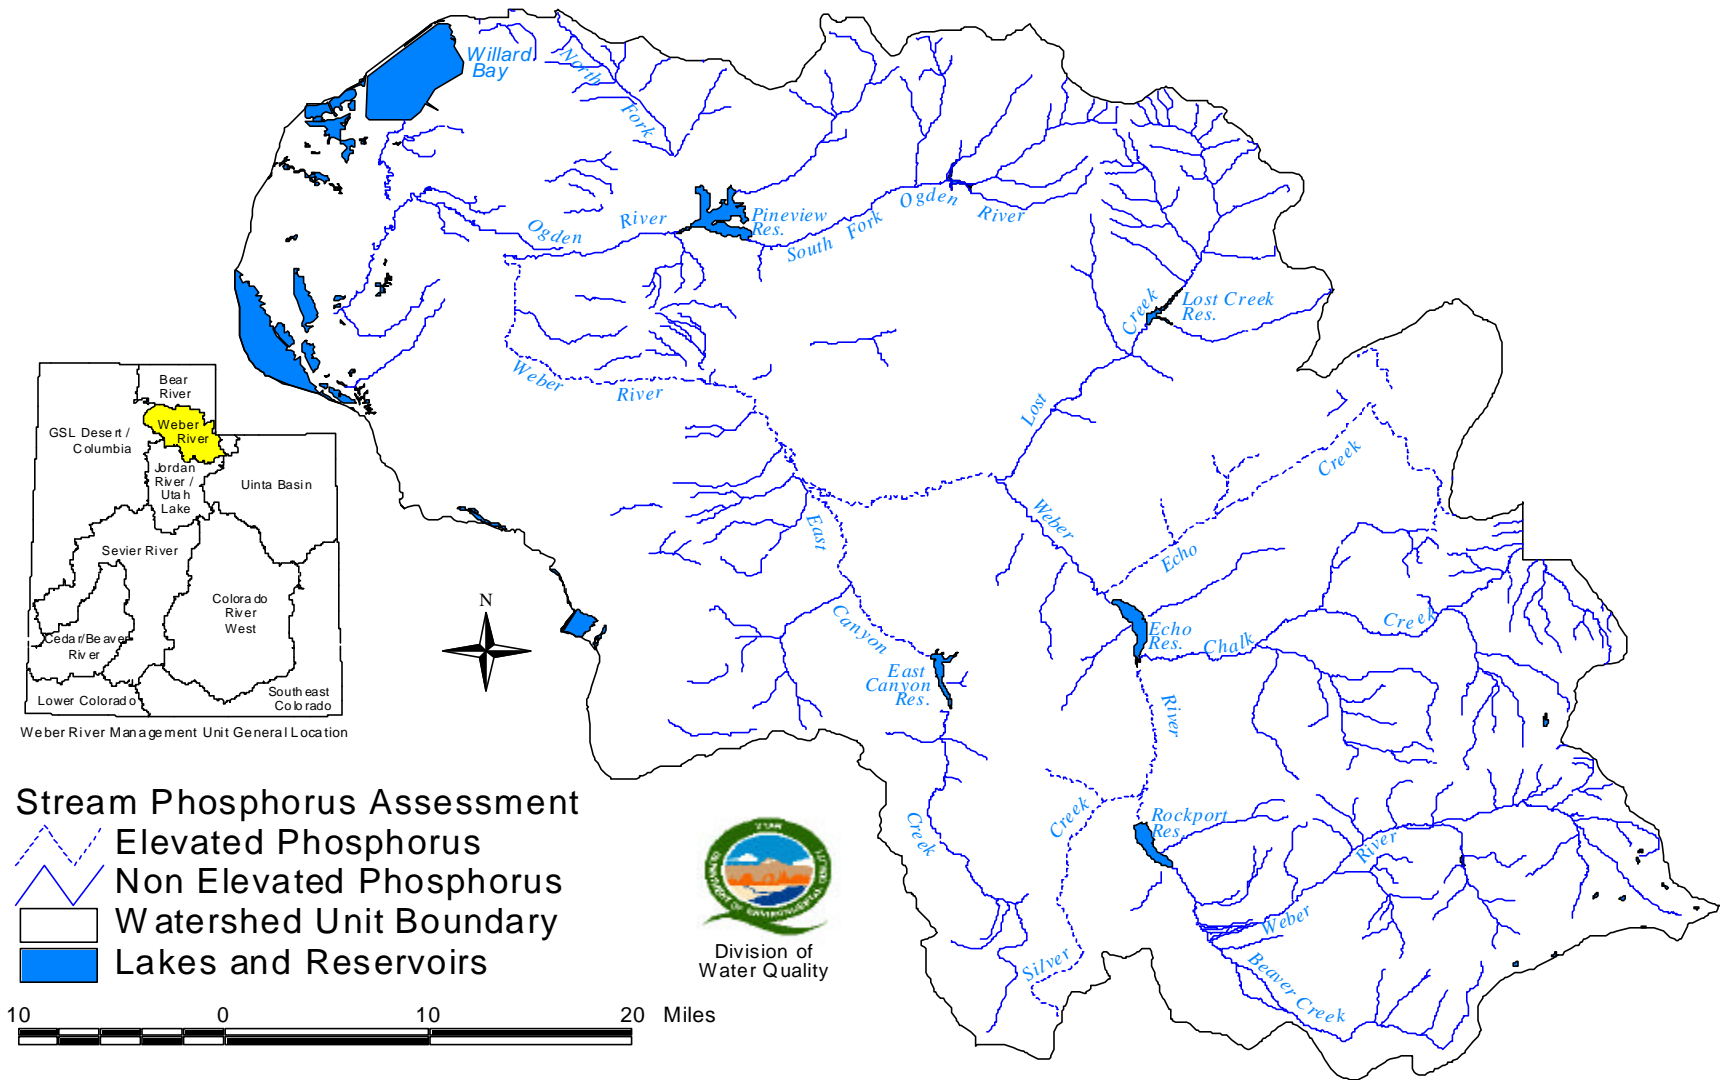 Willard
Bay
North
Fork
Ogden
River
Pineview
Res.
South
Fork
Ogden
River
Creek
Lost Creek
Res.
Weber
River
Lost
Creek
Weber
Echo
East
Canyon
East
Canyon
Res.
Echo
Res.
Chalk
Creek
River
Creek
Rockport
Res.
Creek
River
Weber
Silver
Beaver Creek
Bear
River
Weber
River
GSL Desert /
Columbia
Jordan
River /
Utah
Lake
Uinta Basin
Sevier River
Colorado
River
West
Cedar/Beaver
River
Lower Colorado
Southeast
Colorado
Weber River Management Unit General Location
N
Stream Phosphorus Assessment
Elevated Phosphorus
Non Elevated Phosphorus
Watershed Unit Boundary
Lakes and Reservoirs
10 0 10 20 Miles
UTAH
Division of
Water Quality